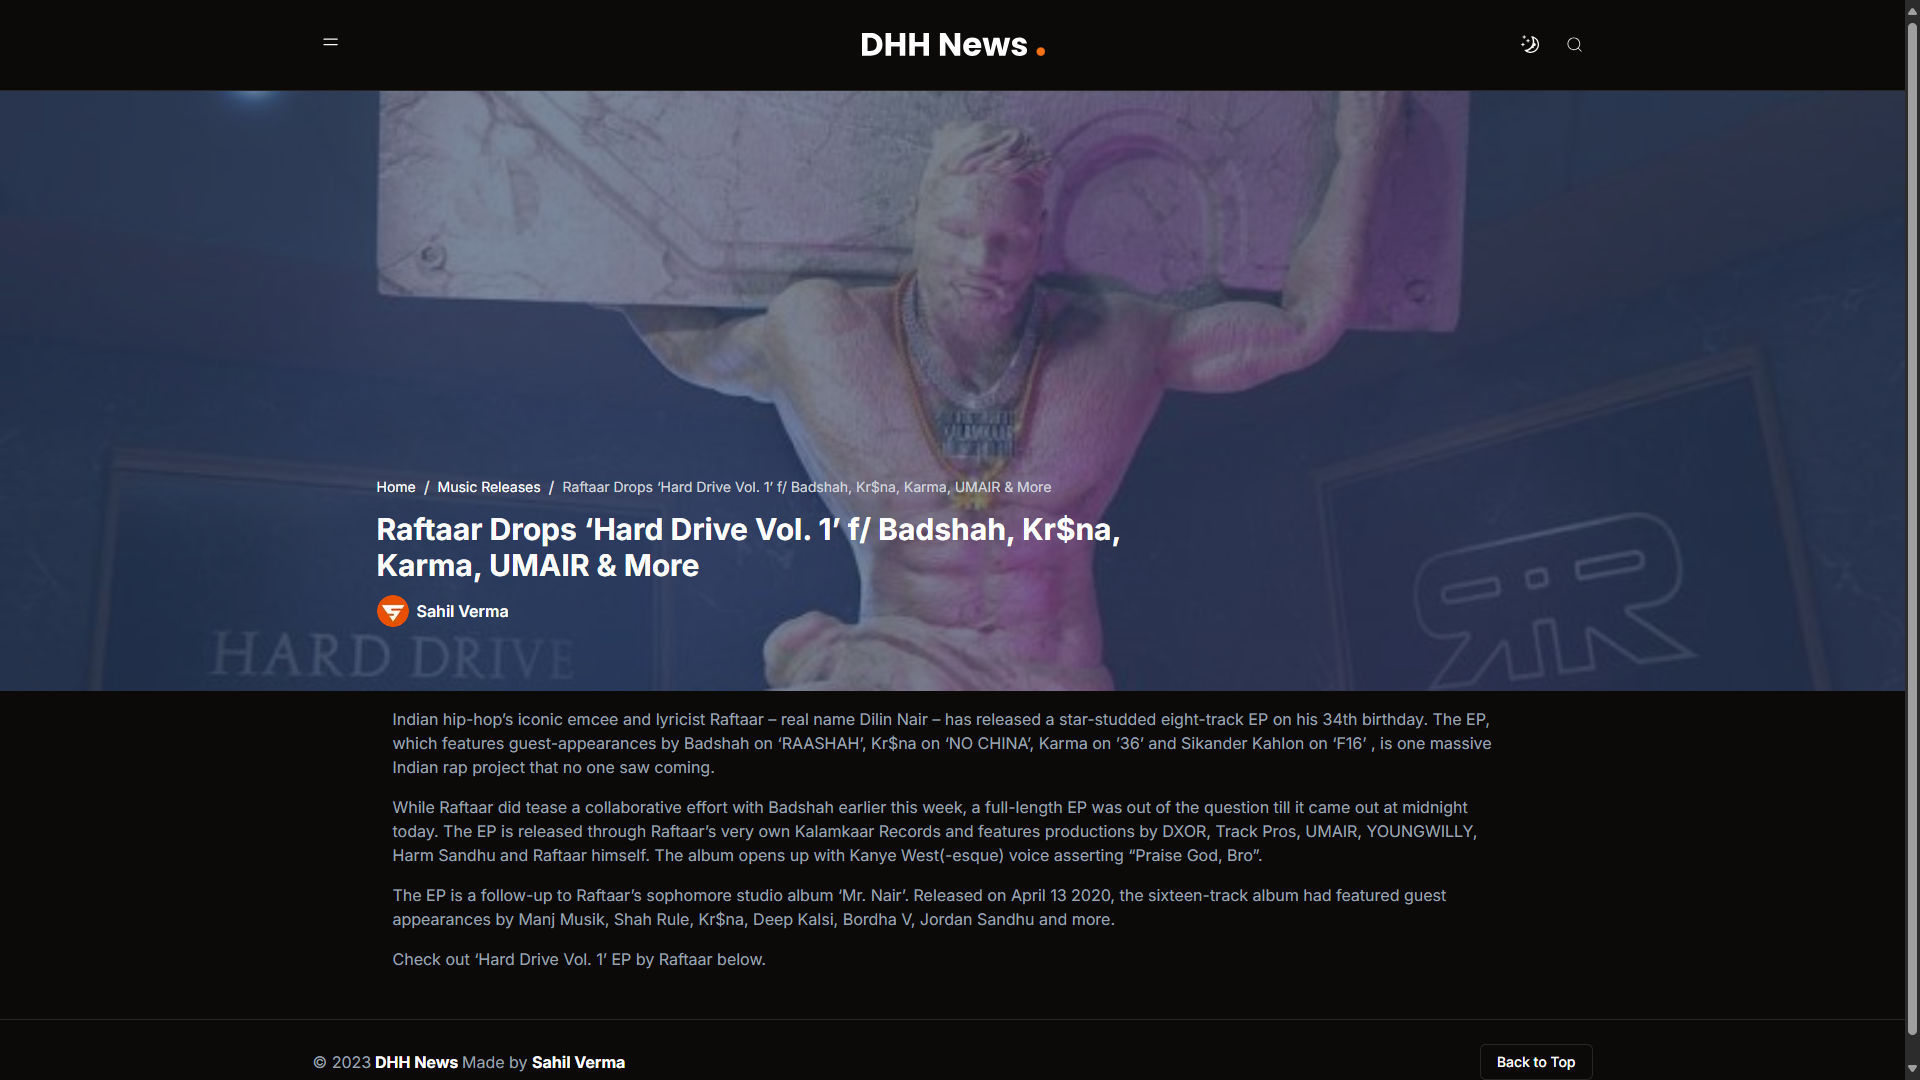 DHH News .
HARD DRIVE
Home / Music Releases / Raftaar Drops ‘Hard Drive Vol. 1’ f/ Badshah, Kr$na, Karma, UMAIR & More
Raftaar Drops ‘Hard Drive Vol. 1’ f/ Badshah, Kr$na,
Karma, UMAIR & More
Sahil Verma
Indian hip-hop’s iconic emcee and lyricist Raftaar – real name Dilin Nair – has released a star-studded eight-track EP on his 34th birthday. The EP,
which features guest-appearances by Badshah on ‘RAASHAH’, Kr$na on ‘NO CHINA’, Karma on ’36’ and Sikander Kahlon on ‘F16’ , is one massive
Indian rap project that no one saw coming.
While Raftaar did tease a collaborative effort with Badshah earlier this week, a full-length EP was out of the question till it came out at midnight
today. The EP is released through Raftaar’s very own Kalamkaar Records and features productions by DXOR, Track Pros, UMAIR, YOUNGWILLY,
Harm Sandhu and Raftaar himself. The album opens up with Kanye West(-esque) voice asserting “Praise God, Bro”.
The EP is a follow-up to Raftaar’s sophomore studio album ‘Mr. Nair’. Released on April 13 2020, the sixteen-track album had featured guest
appearances by Manj Musik, Shah Rule, Kr$na, Deep Kalsi, Bordha V, Jordan Sandhu and more.
Check out ‘Hard Drive Vol. 1’ EP by Raftaar below.
© 2023 DHH News Made by Sahil Verma
Back to Top